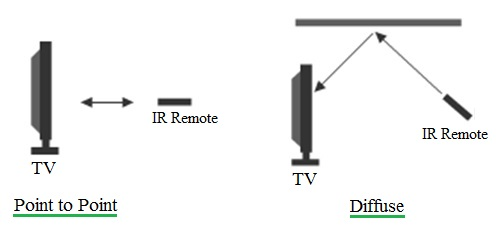 IR Remote
TV
Point to Point
IR Remote
TV
Diffuse